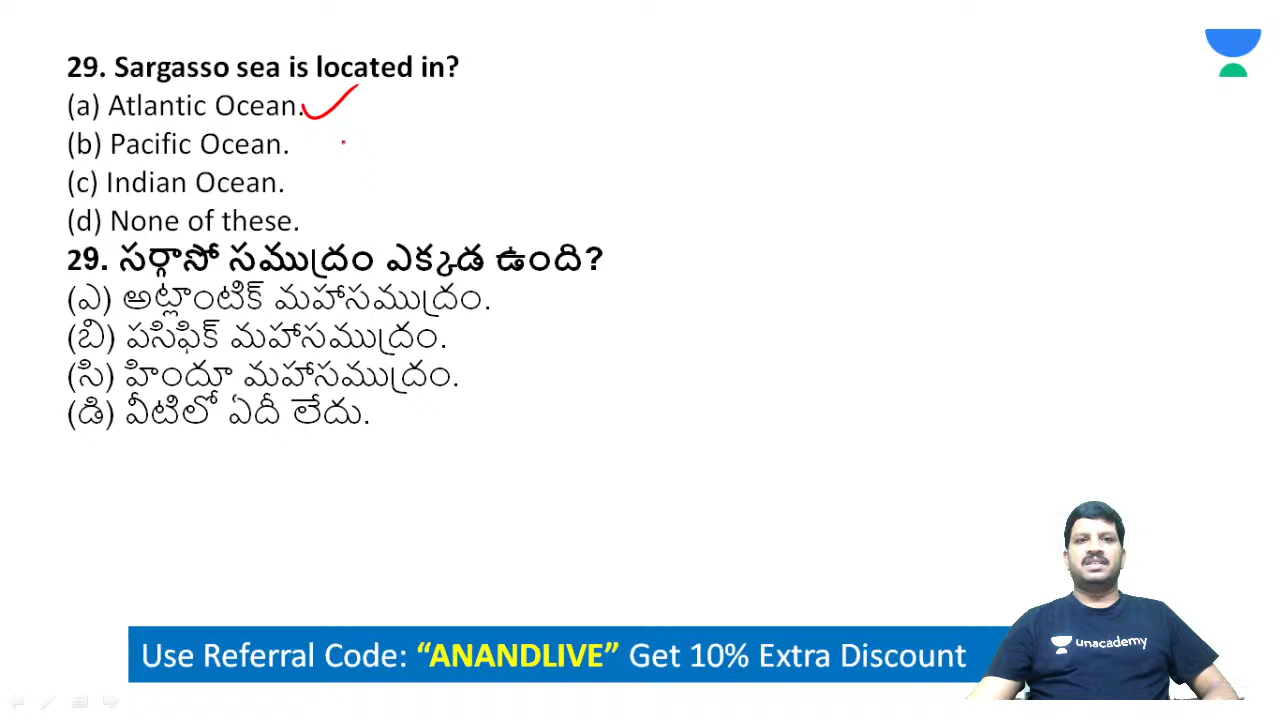 29. Sargasso sea is located in?
(a) Atlantic Ocean.
(b) Pacific Ocean.
(c) Indian Ocean.
(d) None of these.
29. సర్గాసో సముద్రం ఎక్కడ ఉంది?
(ఎ) అట్లాంటిక్ మహాసముద్రం.
(బి) పసిఫిక్ మహాసముద్రం.
(సి) హిందూ మహాసముద్రం.
(డి) వీటిలో ఏదీ లేదు.
unacademy
Use Referral Code: “ANANDLIVE” Get 10% Extra Discount